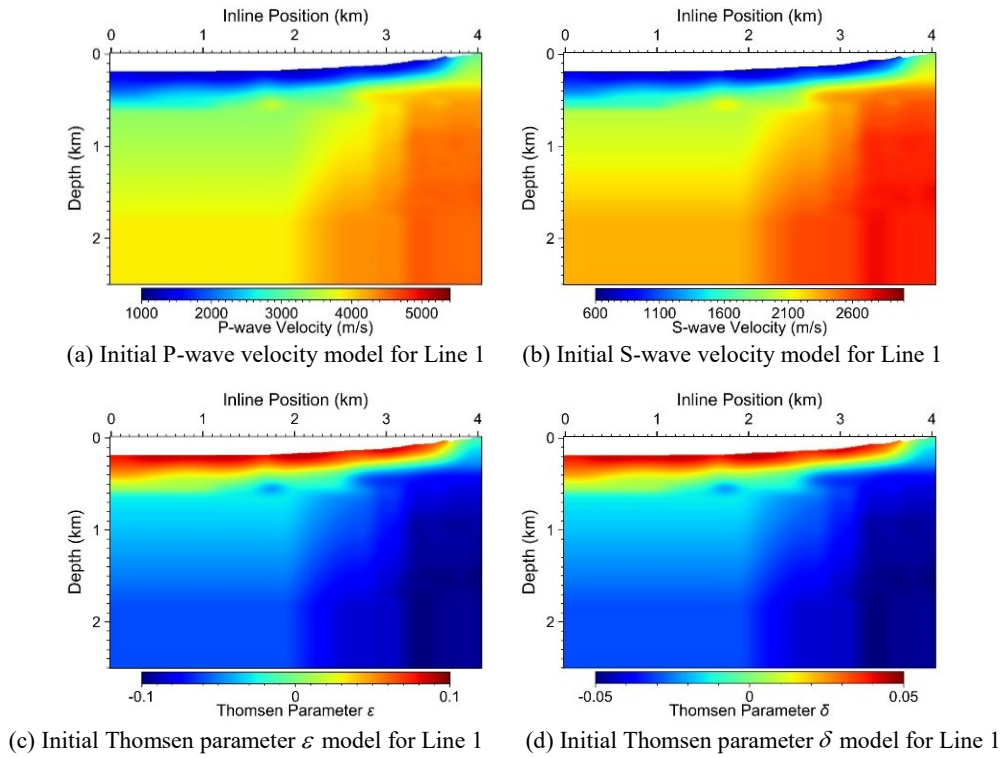 Inline Position (km)
0 1 2 3 4
0
1
2
Depth (km)
1000 2000 3000 4000 5000
P-wave Velocity (m/s)
(a) Initial P-wave velocity model for Line 1
Inline Position (km)
0 1 2 3 4
0
1
2
Depth (km)
600 1100 1600 2100 2600
S-wave Velocity (m/s)
(b) Initial S-wave velocity model for Line 1
Inline Position (km)
0 1 2 3 4
0
1
2
Depth (km)
-0.1 0 0.1
Thomsen Parameter ε
(c) Initial Thomsen parameter ε model for Line 1
Inline Position (km)
0 1 2 3 4
0
1
2
Depth (km)
-0.05 0 0.05
Thomsen Parameter δ
(d) Initial Thomsen parameter δ model for Line 1